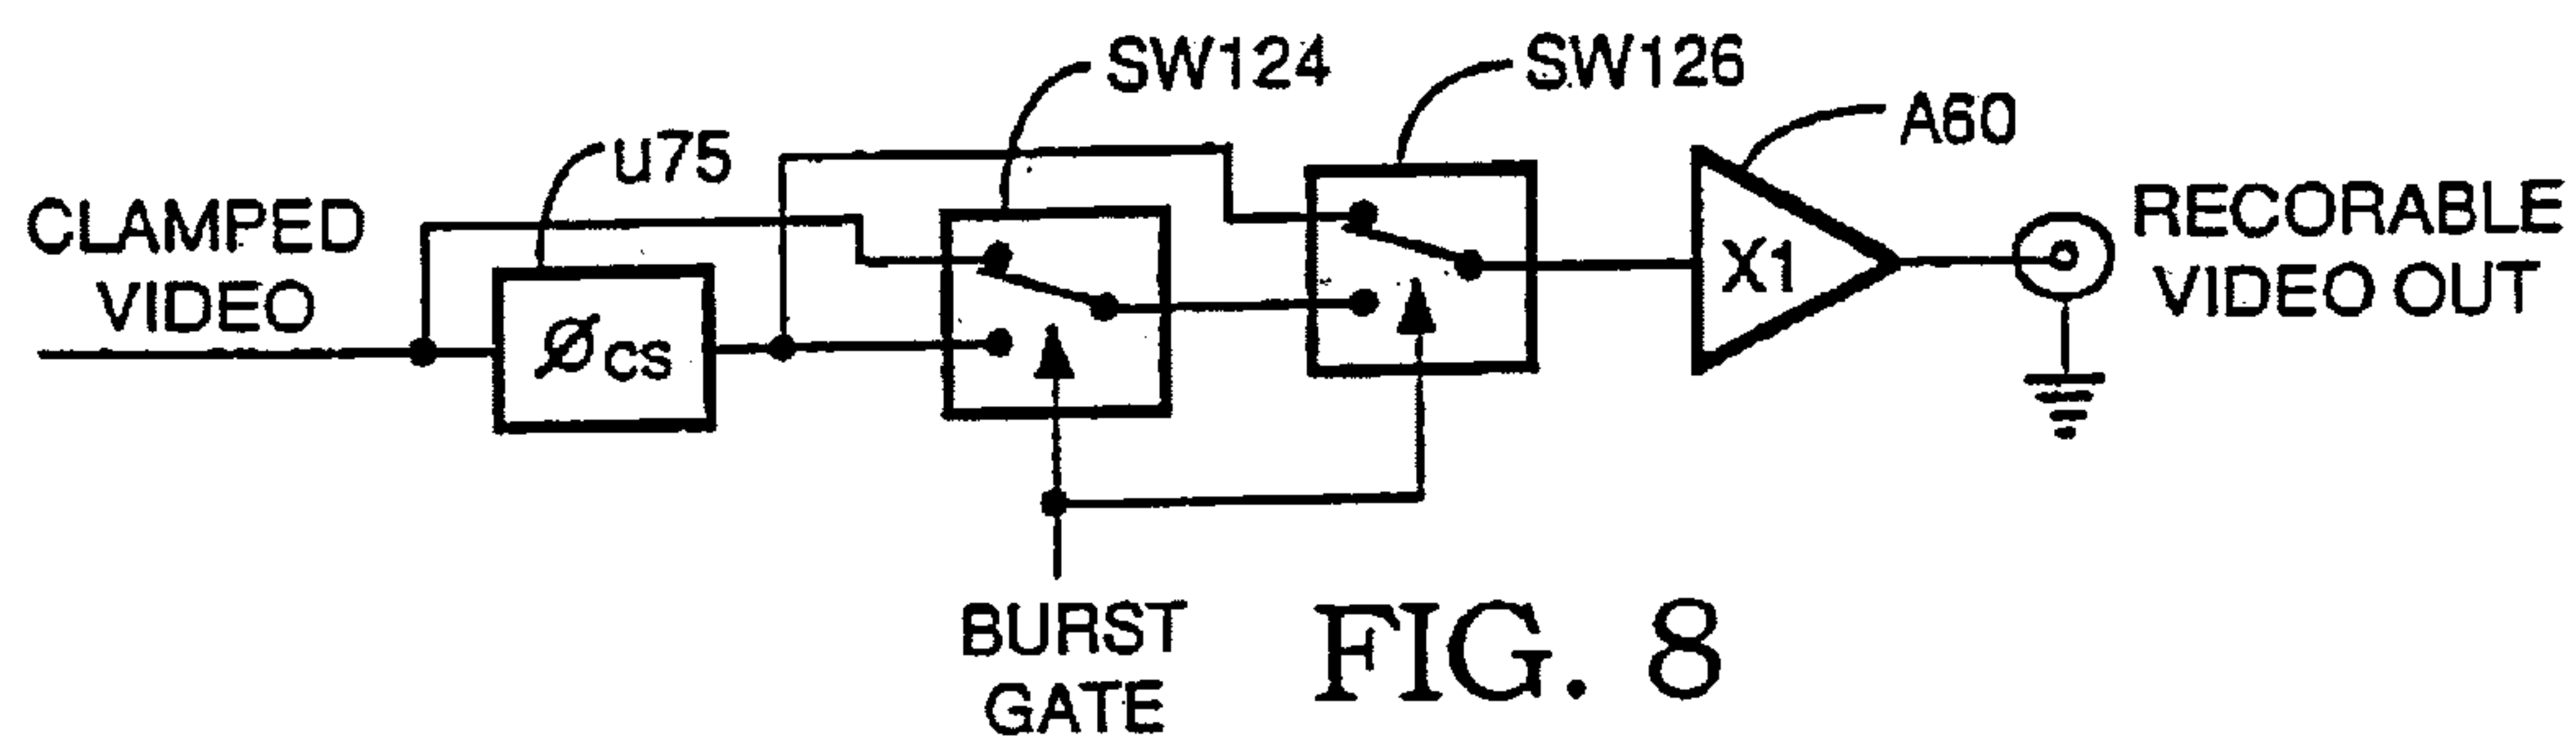 SW124
SW126
A60
u75
CLAMPED
VIDEO
ØCS
X1
RECORABLE
VIDEO OUT
BURST
GATE
FIG. 8